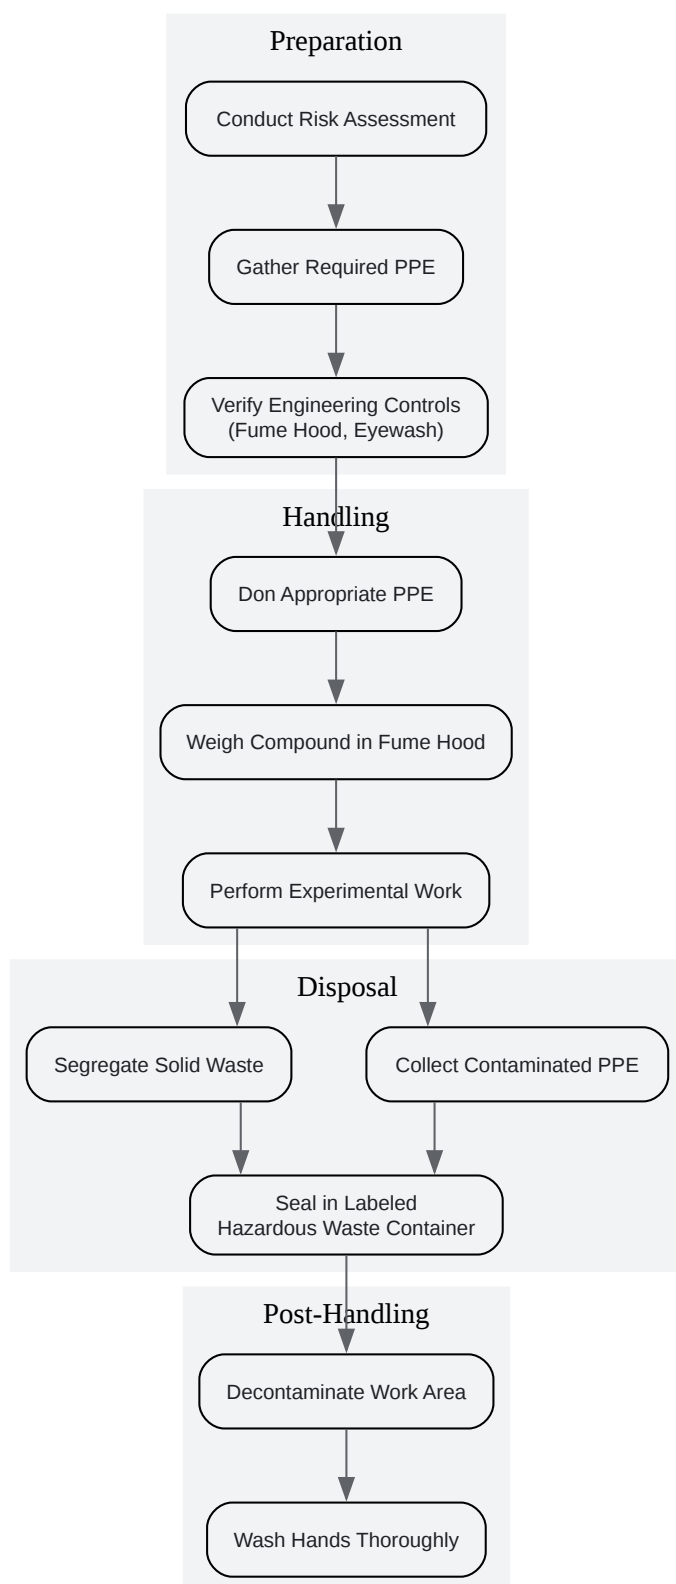 Preparation
Conduct Risk Assessment
Gather Required PPE
Verify Engineering Controls
(Fume Hood, Eyewash)
Handling
Don Appropriate PPE
Weigh Compound in Fume Hood
Perform Experimental Work
Disposal
Segregate Solid Waste
Collect Contaminated PPE
Seal in Labeled
Hazardous Waste Container
Post-Handling
Decontaminate Work Area
Wash Hands Thoroughly